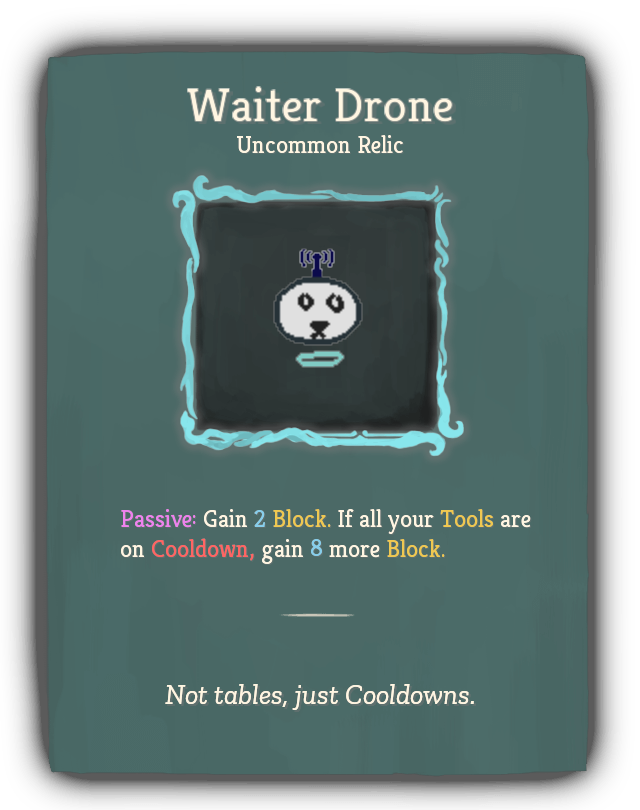 Waiter Drone
Uncommon Relic
Passive: Gain 2 Block. If all your Tools are
on Cooldown, gain 8 more Block.
Not tables, just Cooldowns.